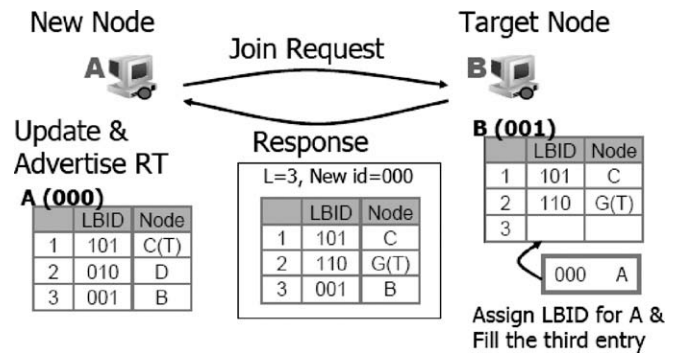 New Node
Target Node
A
Join Request
B
Update &
Advertise RT
Response
B (001)
LBID Node
1 101 C
2 110 G(T)
3
L=3, New id=000
A (000)
LBID Node
1 101 C(T)
2 010 D
3 001 B
LBID Node
1 101 C
2 110 G(T)
3 001 B
000 A
Assign LBID for A &
Fill the third entry